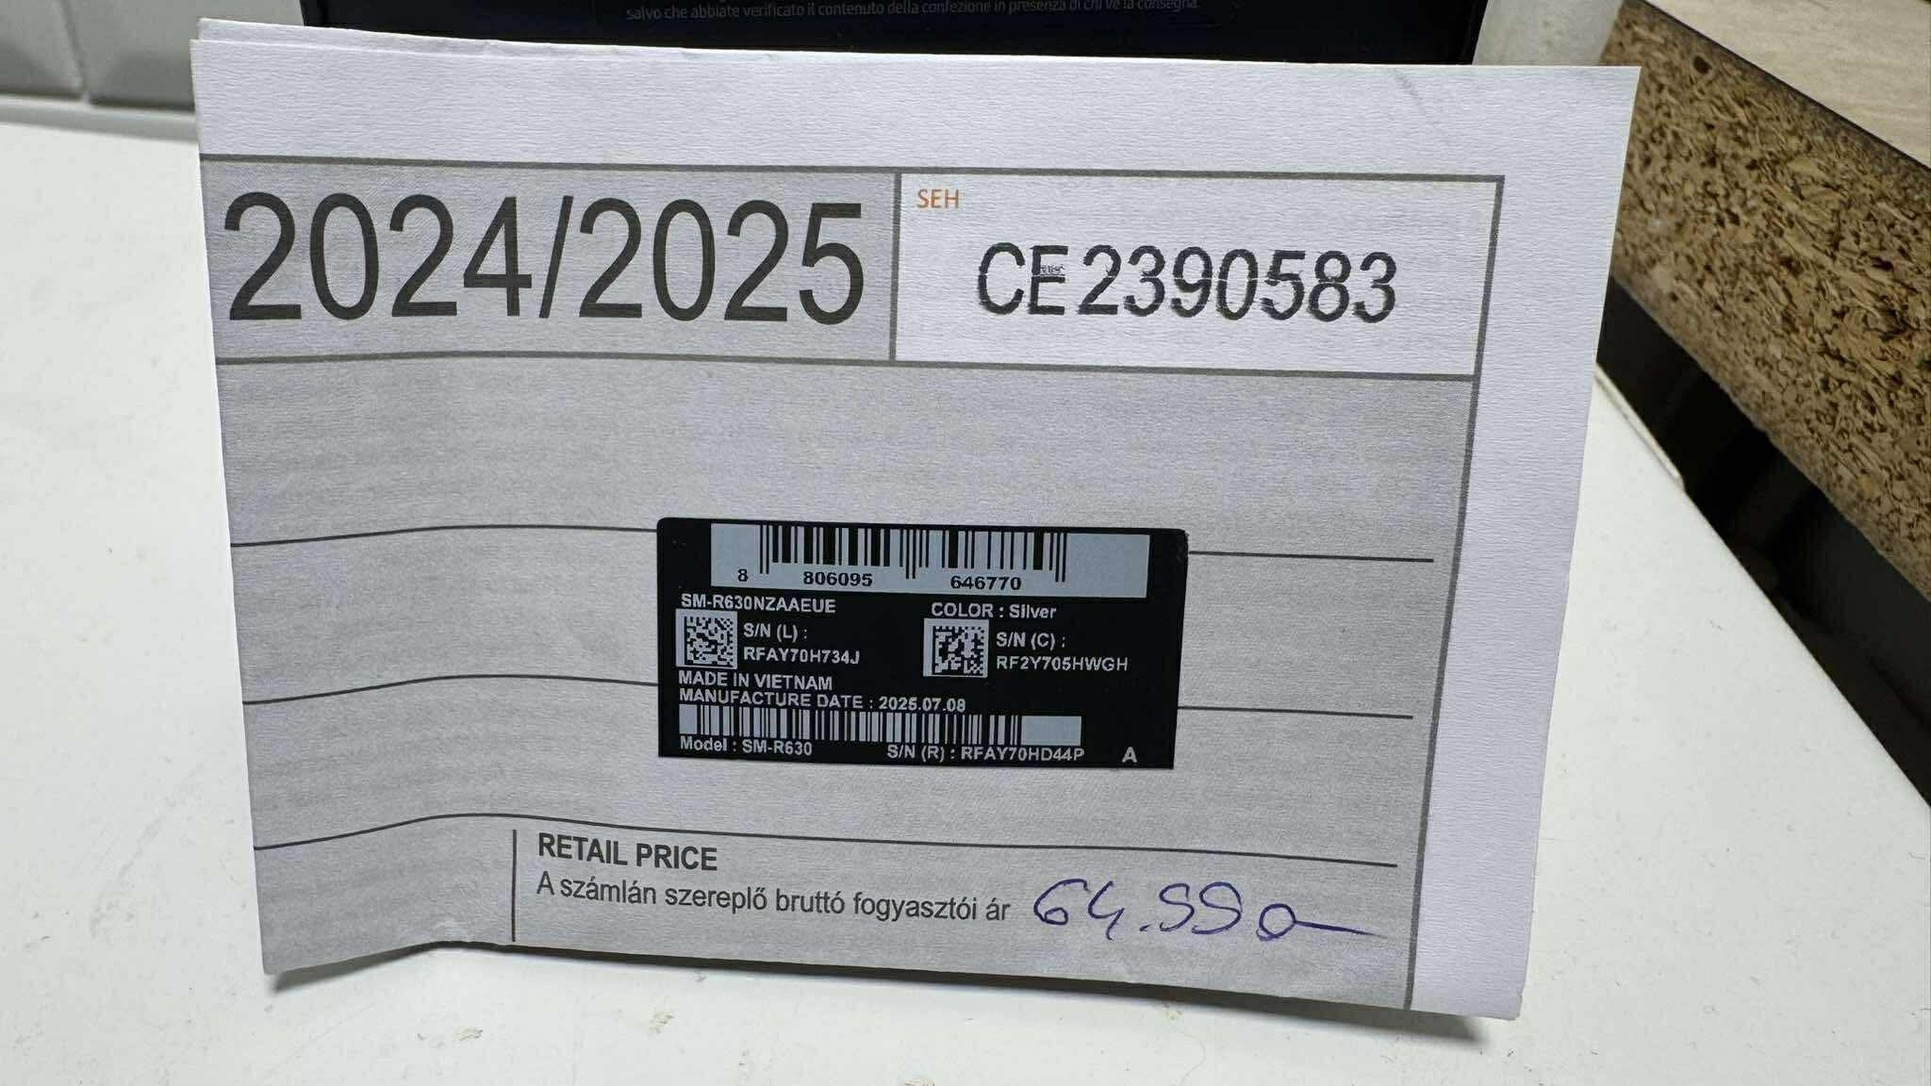 salvo che abbiate verificato il contenuto della confezione in presenza di chi ve la consegna
2024/2025
SEH
CE2390583
8 806095 646770
SM-R630NZAAEUE
COLOR : Silver
S/N (L) :
RFAY70H734J
S/N (C) :
RF2Y705HWGH
MADE IN VIETNAM
MANUFACTURE DATE : 2025.07.08
Model : SM-R630
S/N (R) : RFAY70HD44P
A
RETAIL PRICE
A számlán szereplő bruttó fogyasztói ár 64.990